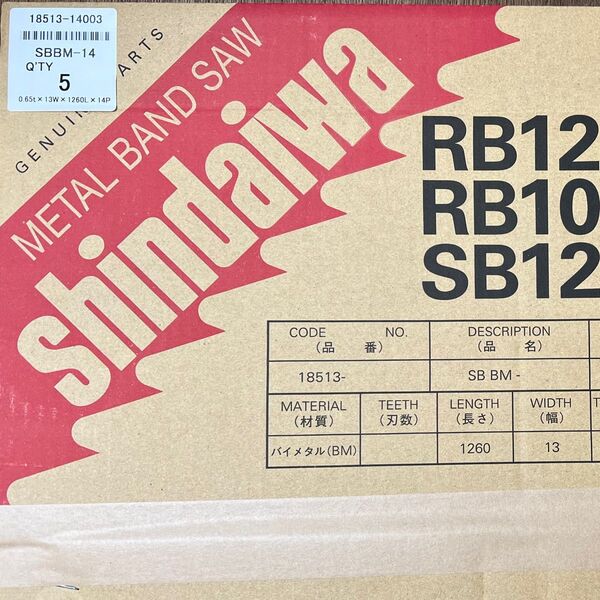 18513-14003
SBBM-14
Q'TY
5
0.65t×13W×1260L×14P
PARTS
METAL BAND SAW
shindaiwa
RB12
RB10
SB12
CODE NO. DESCRIPTION
(品 番) (品 名)
18513- SB BM -
MATERIAL TEETH LENGTH WIDTH T
(材質) (刃数) (長さ) (幅)
バイメタル(BM) 1260 13